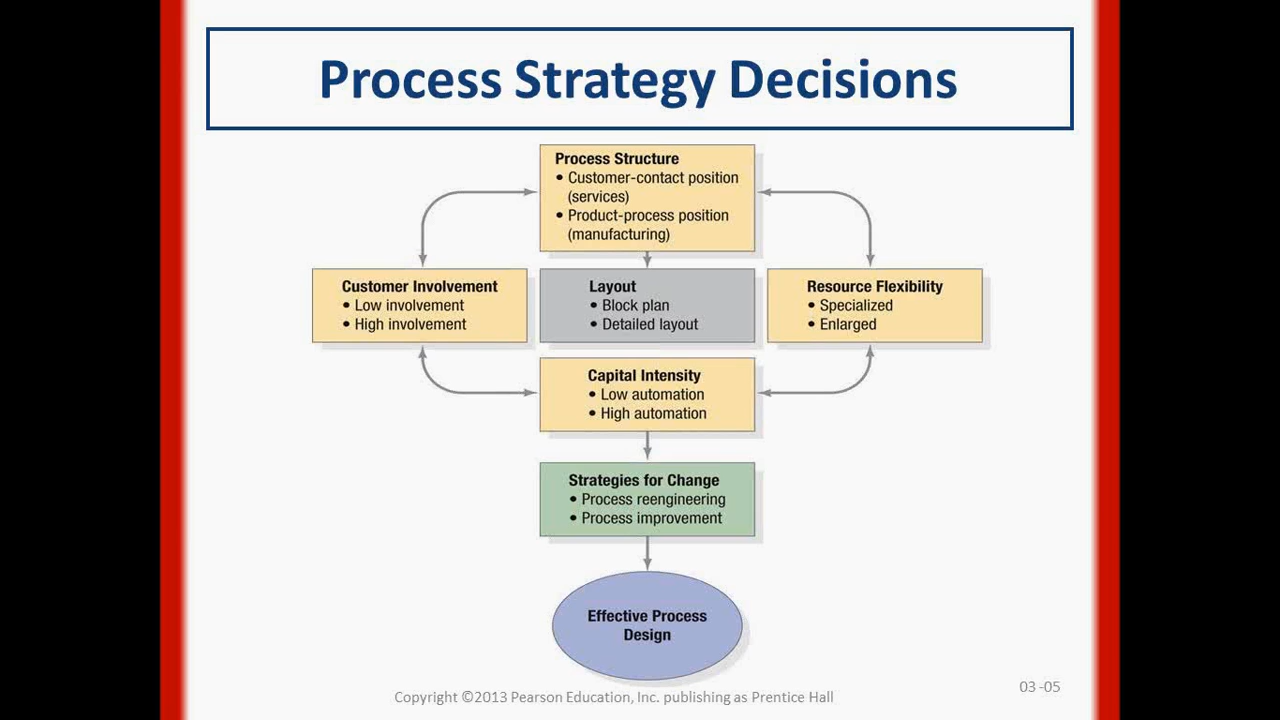 Process Strategy Decisions
Process Structure
• Customer-contact position
(services)
• Product-process position
(manufacturing)
Customer Involvement
• Low involvement
• High involvement
Layout
• Block plan
• Detailed layout
Resource Flexibility
• Specialized
• Enlarged
Capital Intensity
• Low automation
• High automation
Strategies for Change
• Process reengineering
• Process improvement
Effective Process
Design
Copyright ©2013 Pearson Education, Inc. publishing as Prentice Hall
03 -05